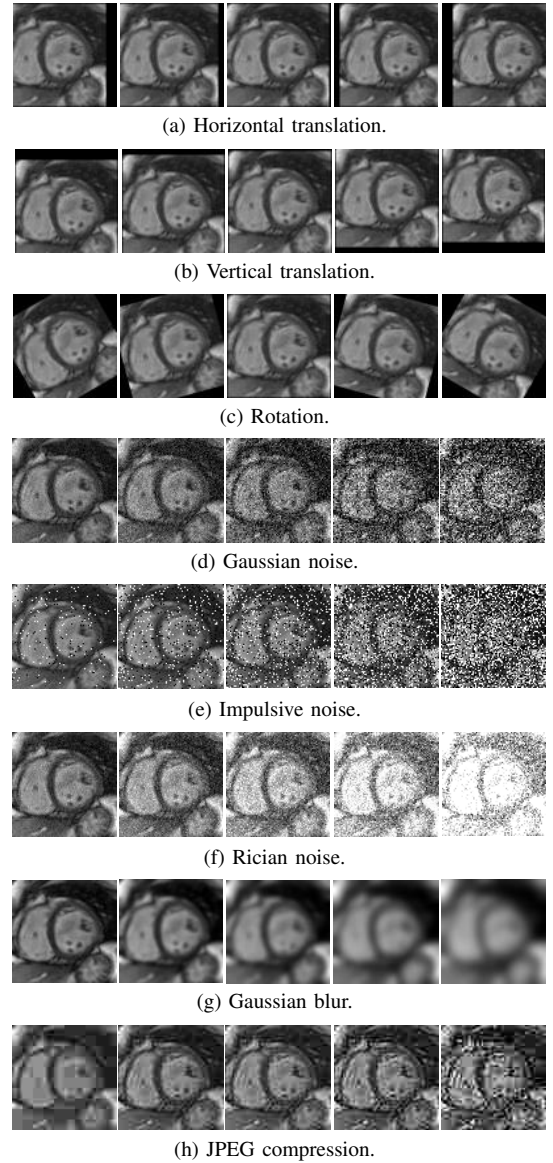 (a) Horizontal translation.
(b) Vertical translation.
(c) Rotation.
(d) Gaussian noise.
(e) Impulsive noise.
(f) Rician noise.
(g) Gaussian blur.
(h) JPEG compression.